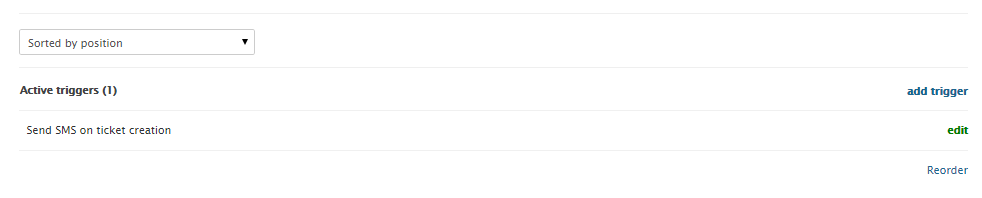 Sorted by position
Active triggers (1)
add trigger
Send SMS on ticket creation
edit
Reorder